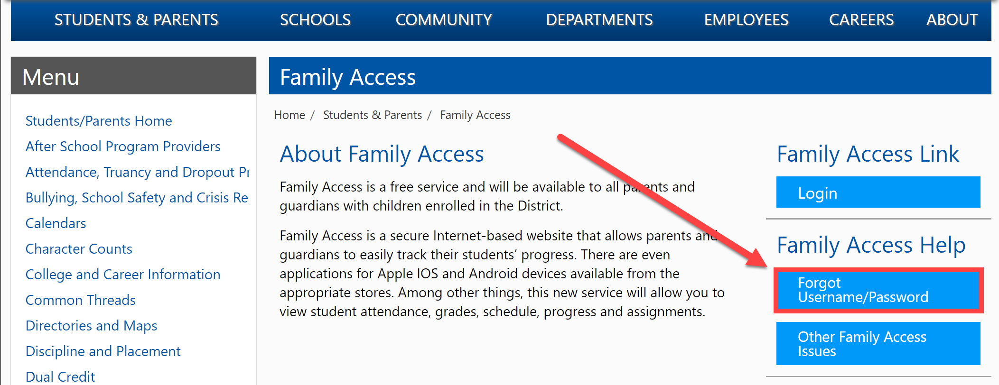 STUDENTS & PARENTS SCHOOLS COMMUNITY DEPARTMENTS EMPLOYEES CAREERS ABOUT
Menu
Students/Parents Home
After School Program Providers
Attendance, Truancy and Dropout Pr
Bullying, School Safety and Crisis Re
Calendars
Character Counts
College and Career Information
Common Threads
Directories and Maps
Discipline and Placement
Dual Credit
Family Access
Home / Students & Parents / Family Access
About Family Access
Family Access is a free service and will be available to all parents and
guardians with children enrolled in the District.
Family Access is a secure Internet-based website that allows parents and
guardians to easily track their students’ progress. There are even
applications for Apple IOS and Android devices available from the
appropriate stores. Among other things, this new service will allow you to
view student attendance, grades, schedule, progress and assignments.
Family Access Link
Login
Family Access Help
Forgot
Username/Password
Other Family Access
Issues